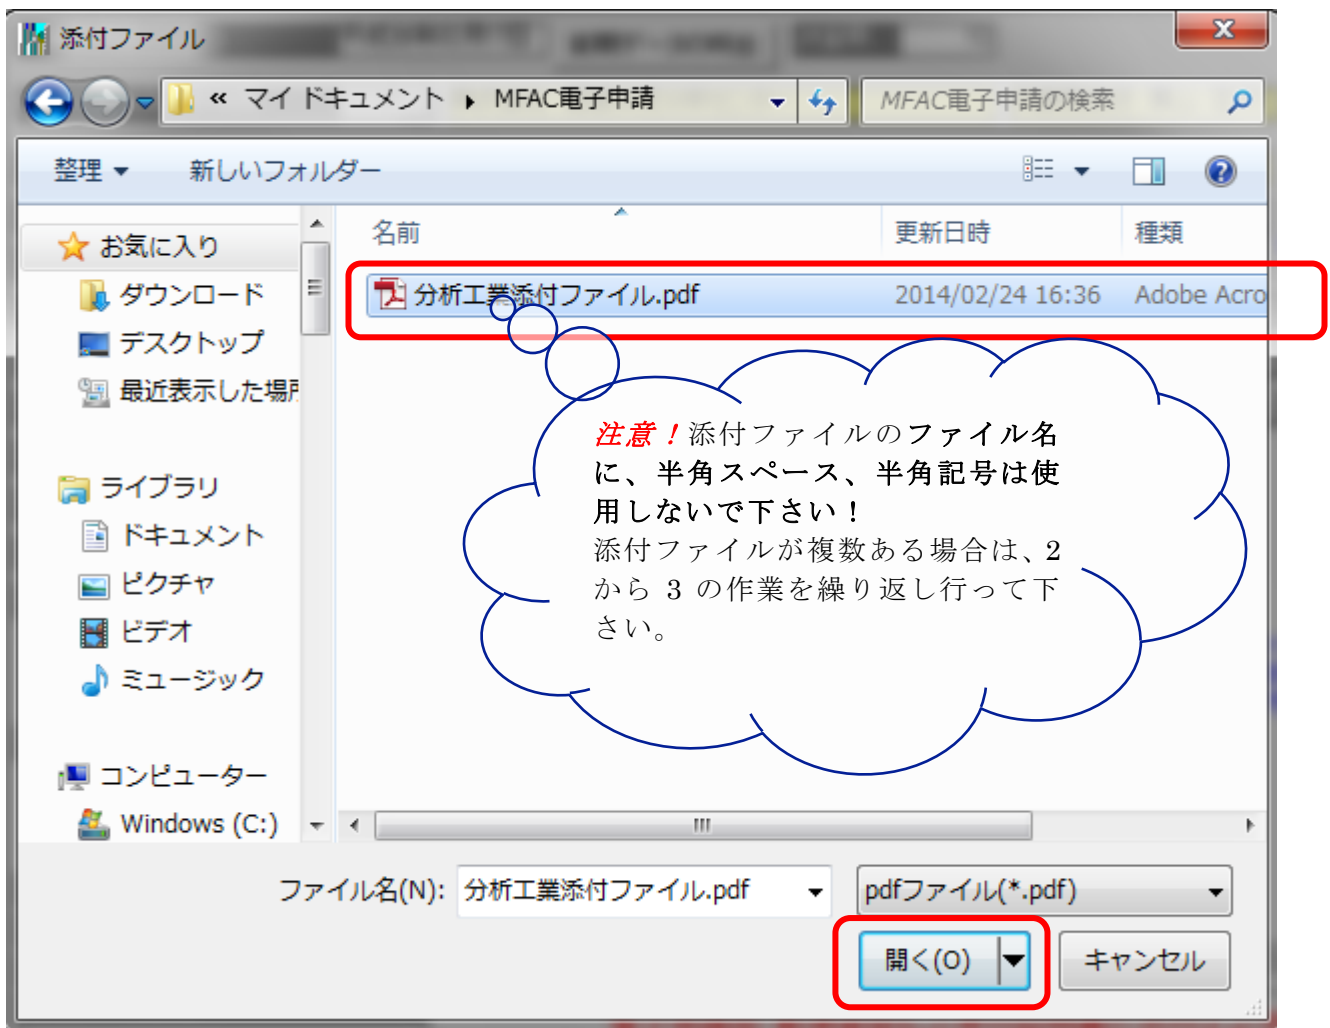 添付ファイル
« マイ ドキュメント ▸ MFAC電子申請
MFAC電子申請の検索
整理 新しいフォルダー
名前 更新日時 種類
お気に入り
ダウンロード
デスクトップ
最近表示した場所
ライブラリ
ドキュメント
ピクチャ
ビデオ
ミュージック
コンピューター
Windows (C:)
分析工業添付ファイル.pdf 2014/02/24 16:36 Adobe Acro
注意！添付ファイルのファイル名
に、半角スペース、半角記号は使
用しないで下さい！
添付ファイルが複数ある場合は、2
から 3 の作業を繰り返し行って下
さい。
ファイル名(N): 分析工業添付ファイル.pdf pdfファイル(*.pdf)
開く(O) キャンセル